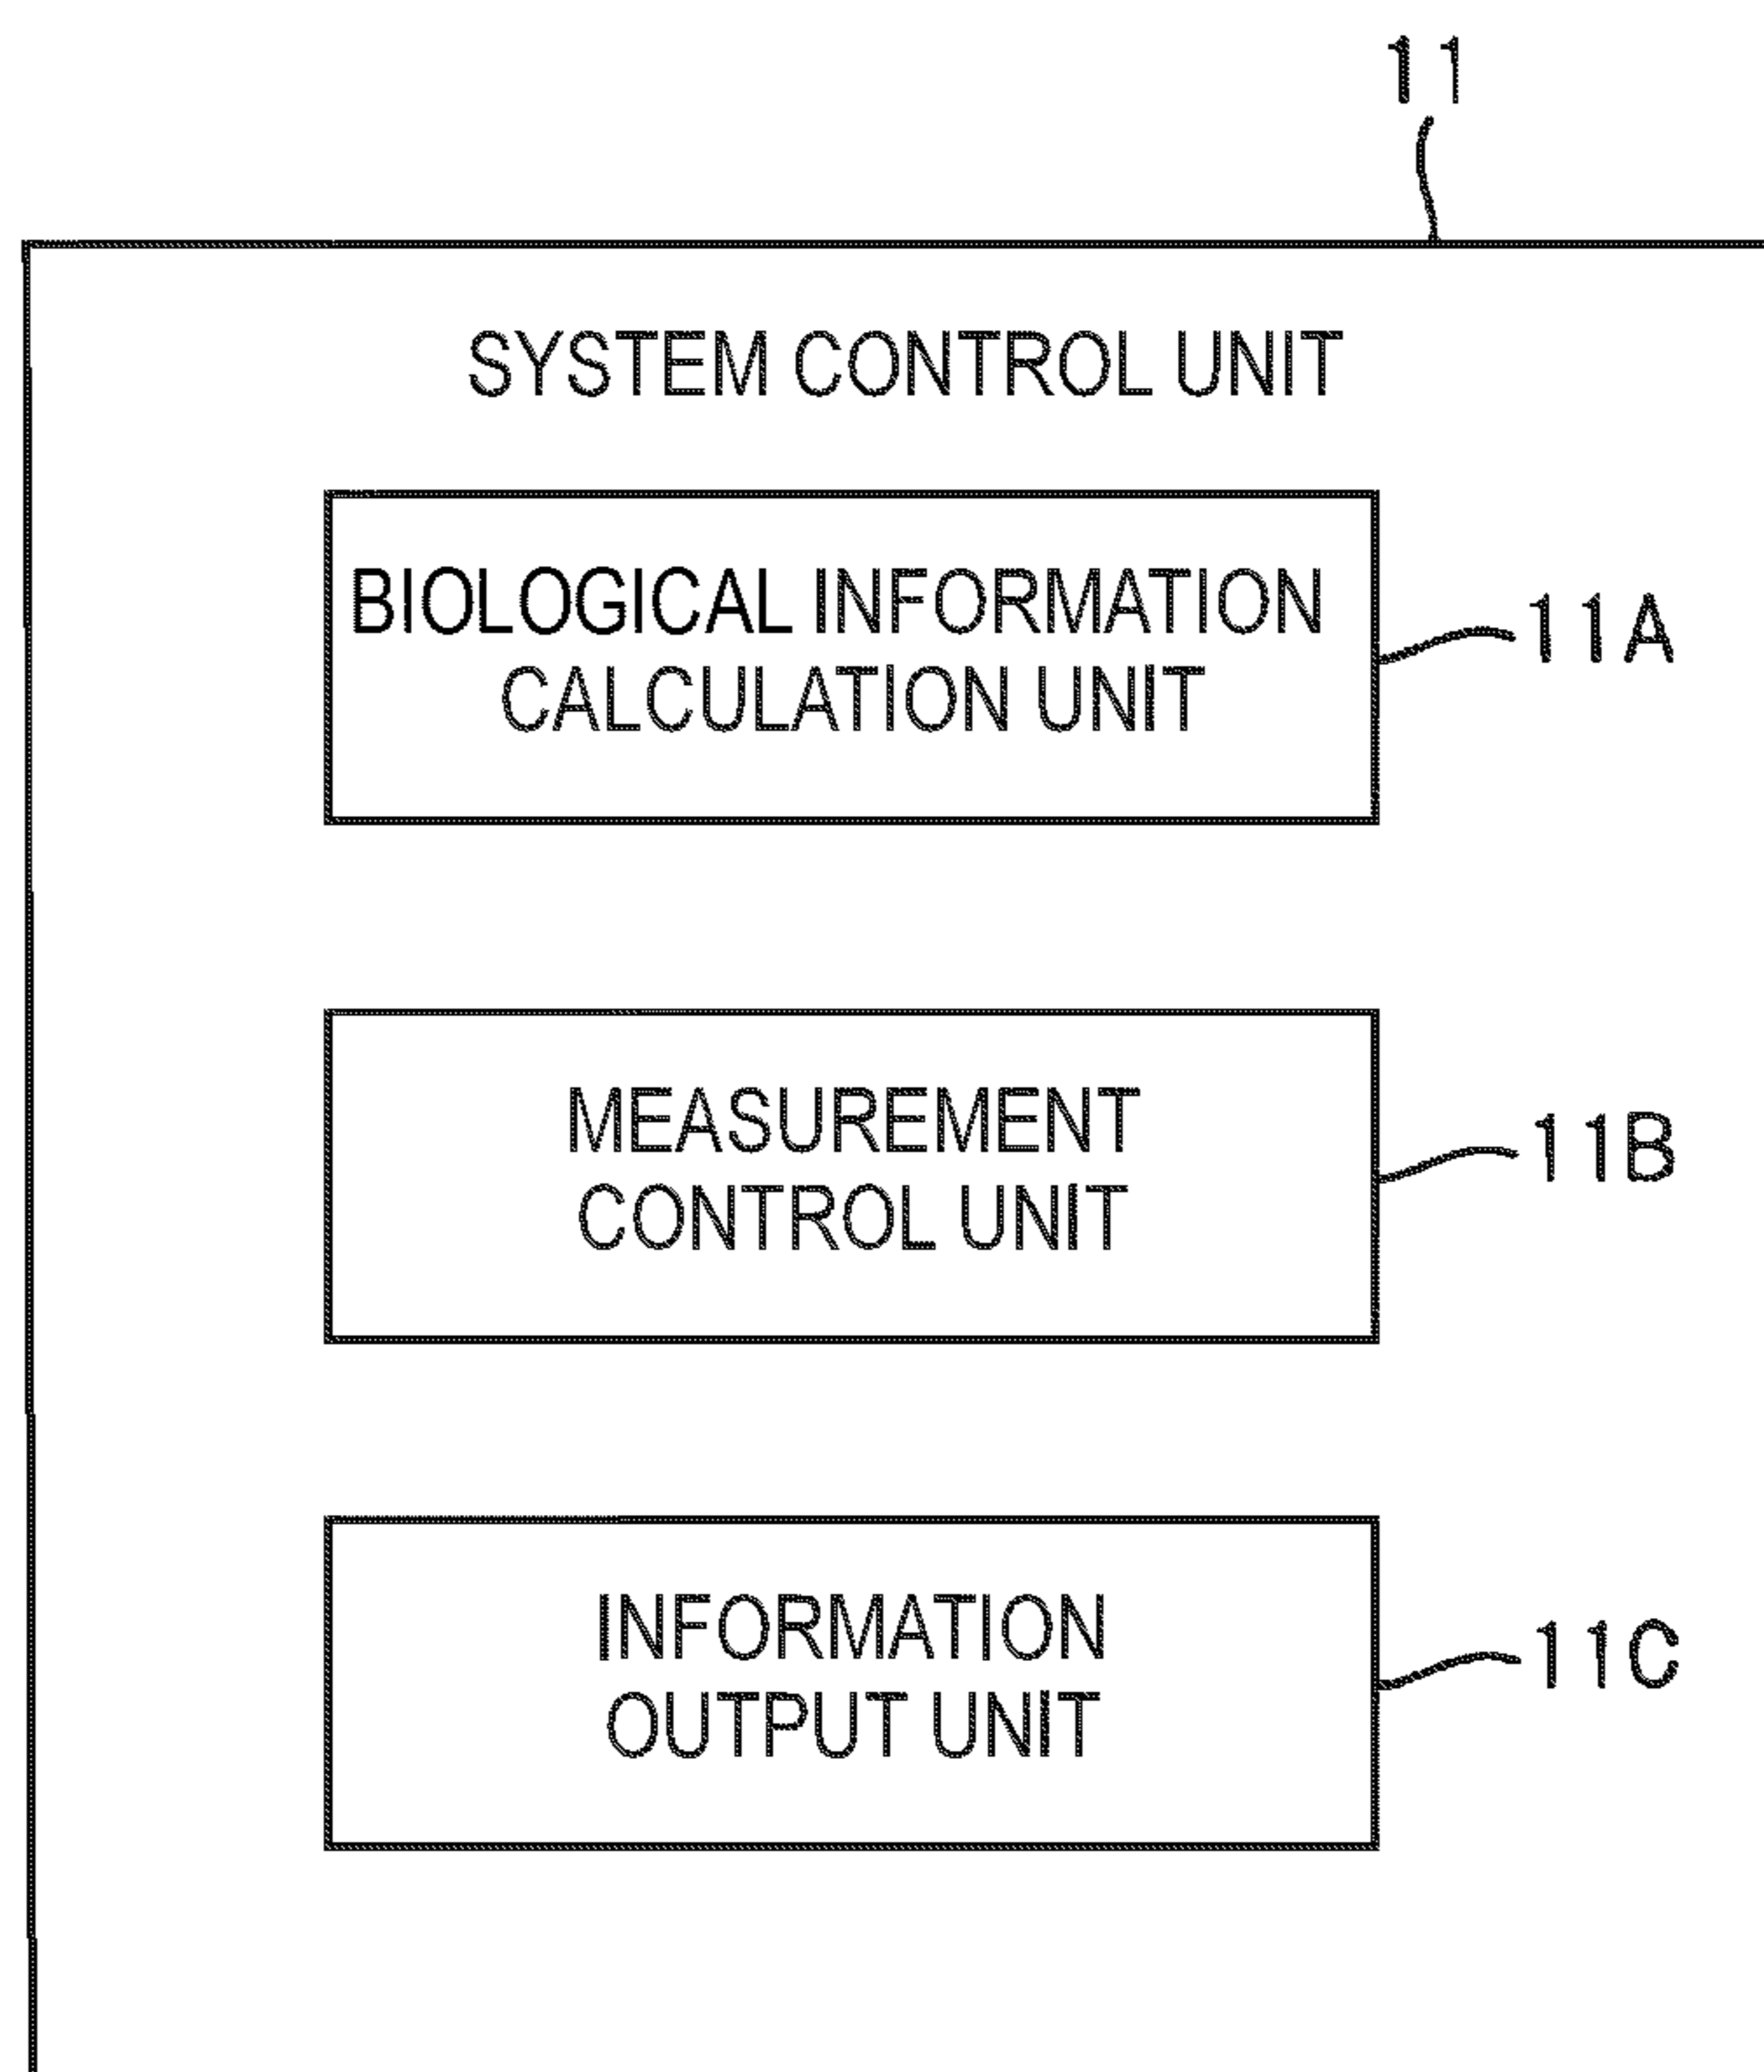 11
SYSTEM CONTROL UNIT
BIOLOGICAL INFORMATION
CALCULATION UNIT
11A
MEASUREMENT
CONTROL UNIT
11B
INFORMATION
OUTPUT UNIT
11C